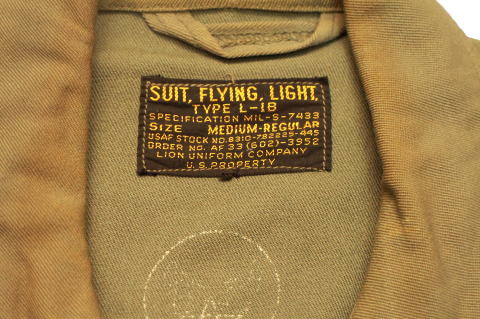 SUIT, FLYING, LIGHT,
TYPE L-1B
SPECIFICATION MIL-S-7433
SIZE MEDIUM-REGULAR
USAF STOCK NO. 8310-782225-445
ORDER NO. AF 33 (602)-3952
LION UNIFORM COMPANY
U.S. PROPERTY